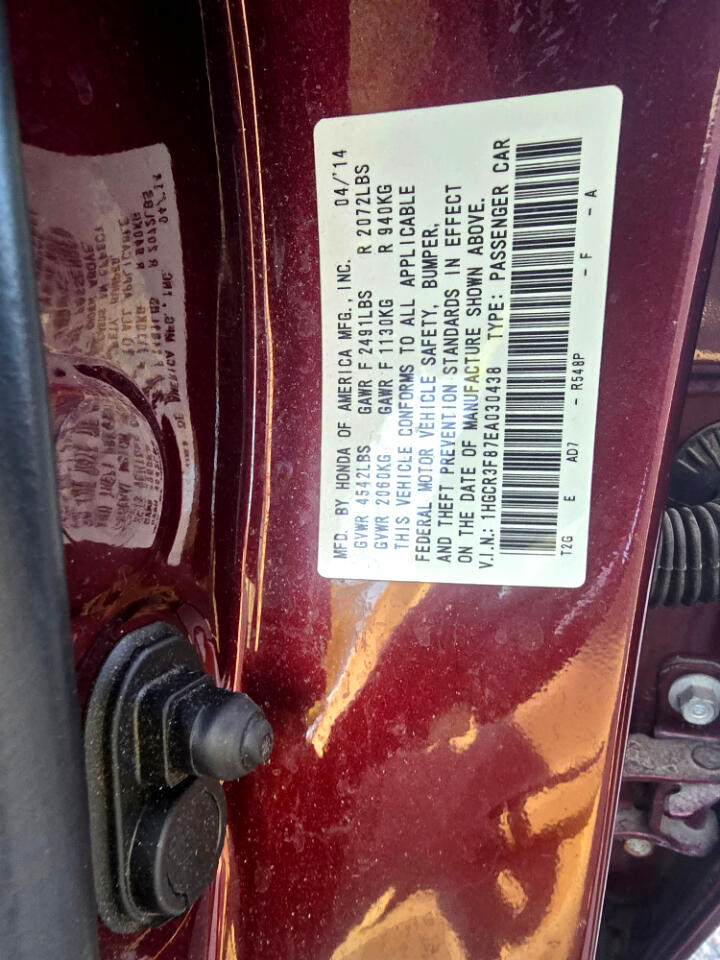 MFD. BY HONDA OF AMERICA MFG., INC. 04/'14
GVWR 4542LBS GAWR F 2491LBS R 2072LBS
GVWR 2060KG GAWR F 1130KG R 940KG
THIS VEHICLE CONFORMS TO ALL APPLICABLE
FEDERAL MOTOR VEHICLE SAFETY, BUMPER,
AND THEFT PREVENTION STANDARDS IN EFFECT
ON THE DATE OF MANUFACTURE SHOWN ABOVE.
V.I.N.: 1HGCR3F87EA030438 TYPE: PASSENGER CAR
E AD7 - F - A
T2G - R548P